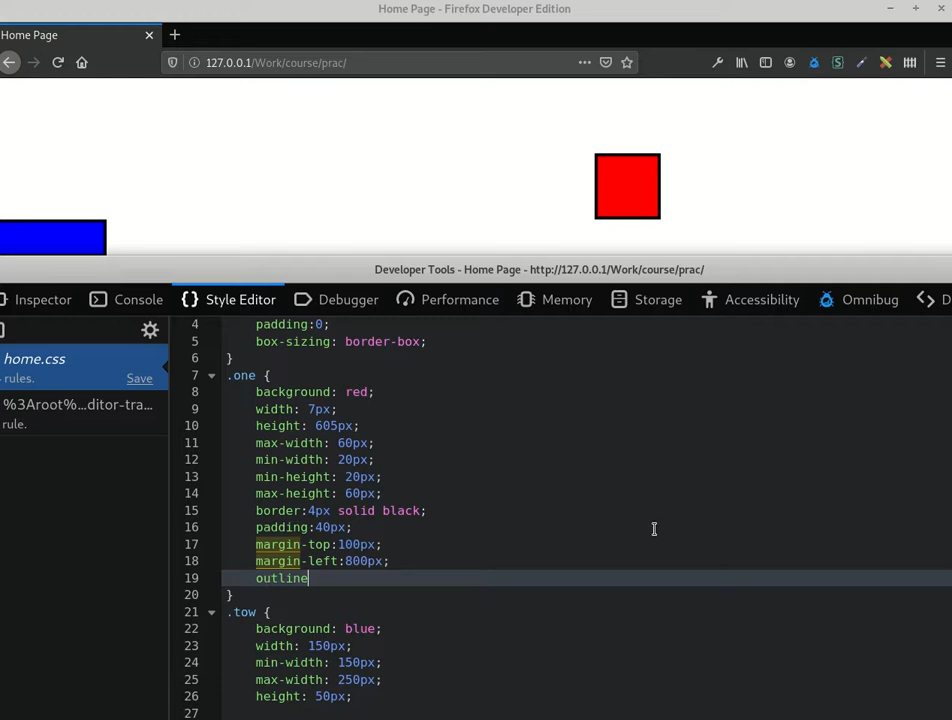 Home Page - Firefox Developer Edition
Home Page
127.0.0.1/Work/course/prac/
Developer Tools - Home Page - http://127.0.0.1/Work/course/prac/
Inspector Console Style Editor Debugger Performance Memory Storage Accessibility Omnibug D
home.css
rules.
Save
%3Aroot%...ditor-tra...
rule.
4 padding:0;
5 box-sizing: border-box;
6 }
7 .one {
8 background: red;
9 width: 7px;
10 height: 605px;
11 max-width: 60px;
12 min-width: 20px;
13 min-height: 20px;
14 max-height: 60px;
15 border:4px solid black;
16 padding:40px;
17 margin-top:100px;
18 margin-left:800px;
19 outline
20 }
21 .tow {
22 background: blue;
23 width: 150px;
24 min-width: 150px;
25 max-width: 250px;
26 height: 50px;
27